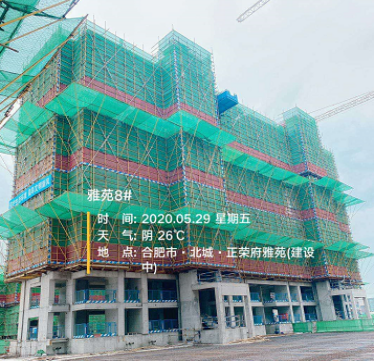 雅苑8#
时 间: 2020.05.29 星期五
天 气: 阴 26℃
地 点: 合肥市·北城·正荣府雅苑(建设
中)